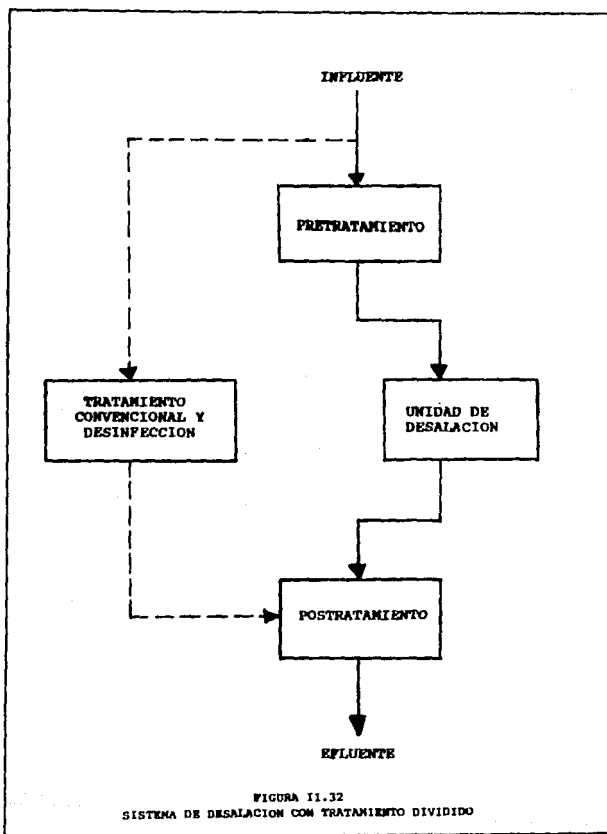 INFLUENTE
PRETRATAMIENTO
TRATAMIENTO
CONVENCIONAL Y
DESINFECCION
UNIDAD DE
DESALACION
POSTRATAMIENTO
EFLUENTE
FIGURA II.32
SISTEMA DE DESALACION CON TRATAMIENTO DIVIDIDO